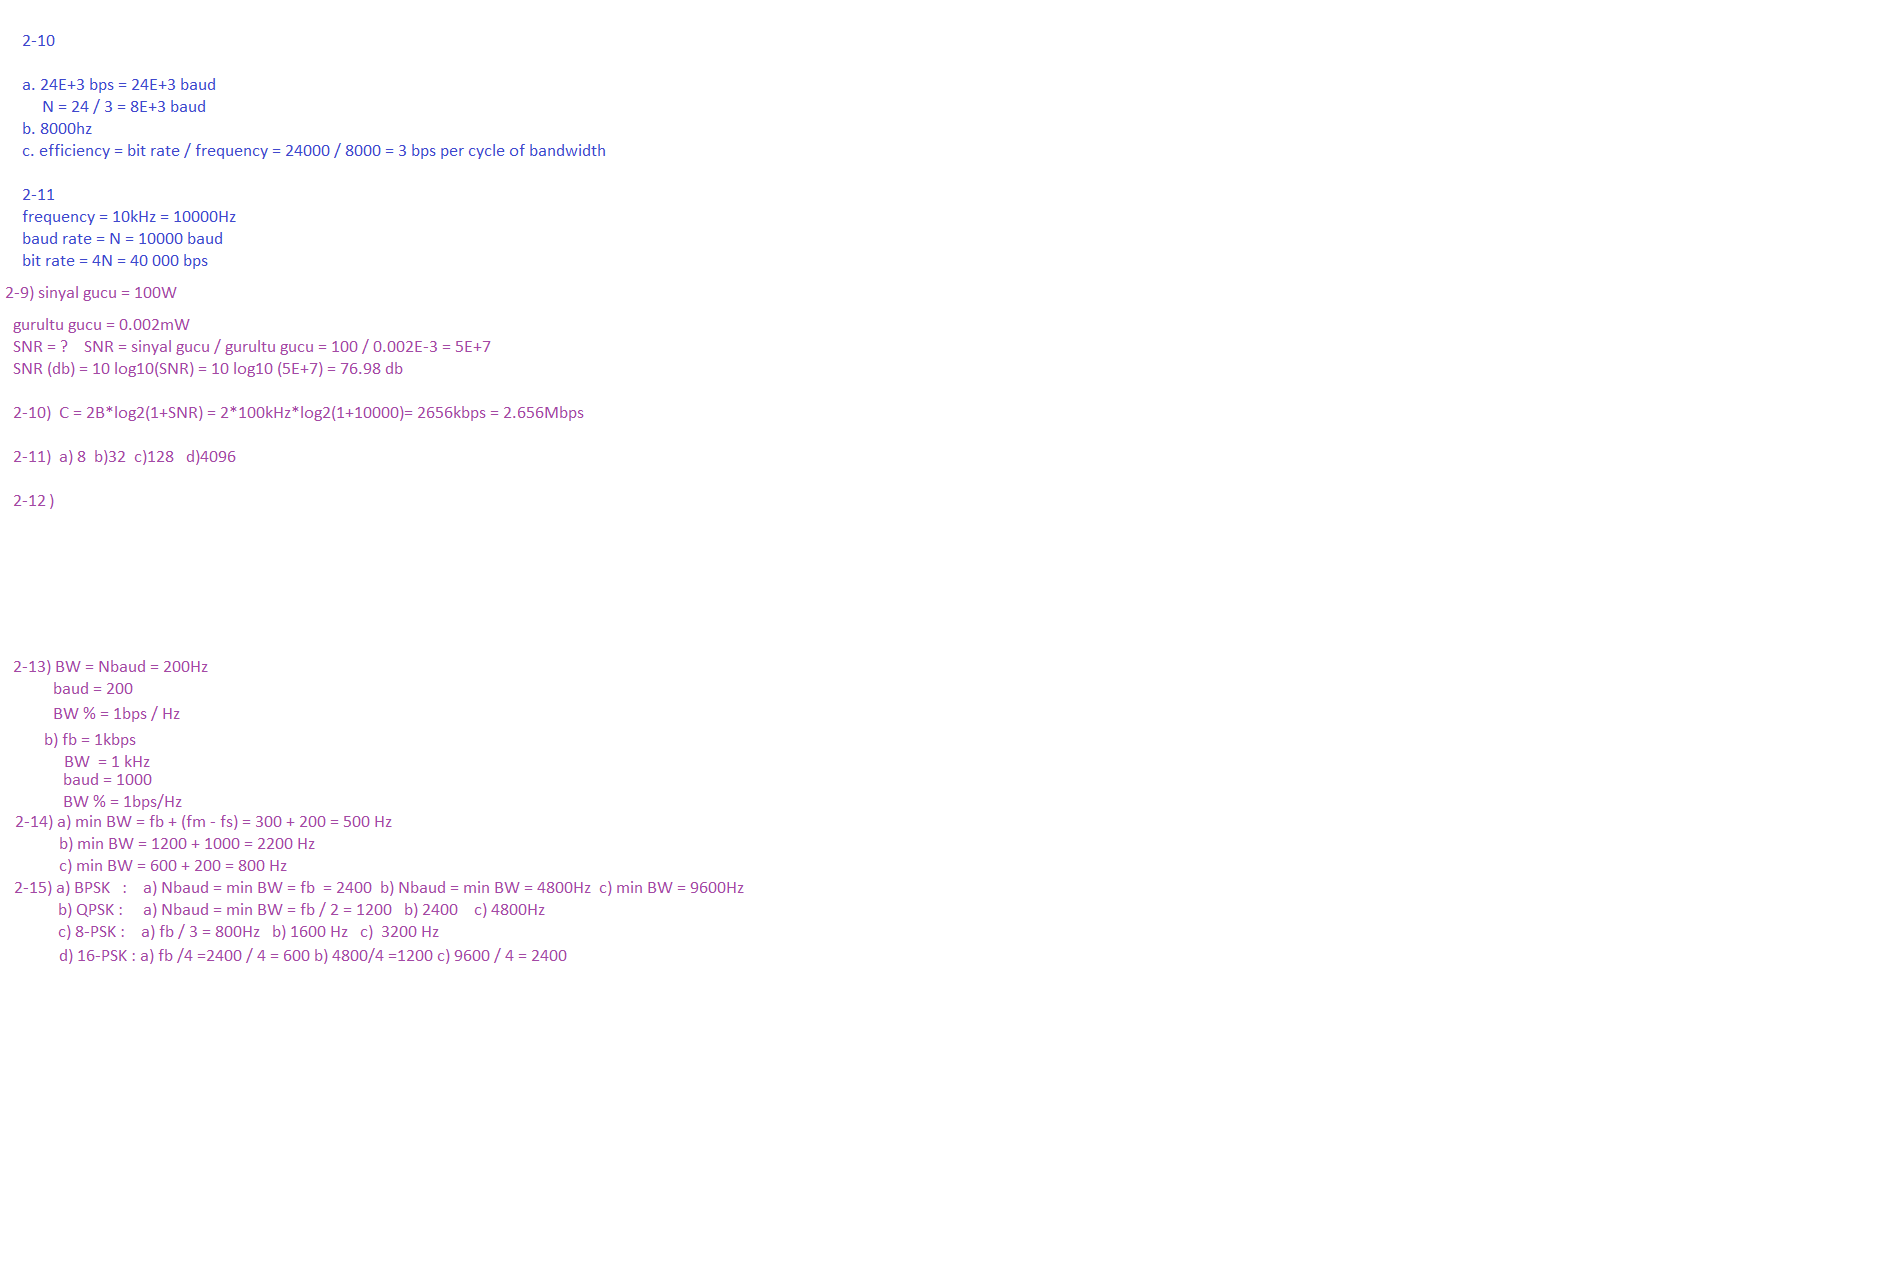 2-10
a. 24E+3 bps = 24E+3 baud
N = 24 / 3 = 8E+3 baud
b. 8000hz
c. efficiency = bit rate / frequency = 24000 / 8000 = 3 bps per cycle of bandwidth
2-11
frequency = 10kHz = 10000Hz
baud rate = N = 10000 baud
bit rate = 4N = 40 000 bps
2-9) sinyal gucu = 100W
gurultu gucu = 0.002mW
SNR = ? SNR = sinyal gucu / gurultu gucu = 100 / 0.002E-3 = 5E+7
SNR (db) = 10 log10(SNR) = 10 log10 (5E+7) = 76.98 db
2-10) C = 2B*log2(1+SNR) = 2*100kHz*log2(1+10000)= 2656kbps = 2.656Mbps
2-11) a) 8 b)32 c)128 d)4096
2-12 )
2-13) BW = Nbaud = 200Hz
baud = 200
BW % = 1bps / Hz
b) fb = 1kbps
BW = 1 kHz
baud = 1000
BW % = 1bps/Hz
2-14) a) min BW = fb + (fm - fs) = 300 + 200 = 500 Hz
b) min BW = 1200 + 1000 = 2200 Hz
c) min BW = 600 + 200 = 800 Hz
2-15) a) BPSK : a) Nbaud = min BW = fb = 2400 b) Nbaud = min BW = 4800Hz c) min BW = 9600Hz
b) QPSK : a) Nbaud = min BW = fb / 2 = 1200 b) 2400 c) 4800Hz
c) 8-PSK : a) fb / 3 = 800Hz b) 1600 Hz c) 3200 Hz
d) 16-PSK : a) fb /4 =2400 / 4 = 600 b) 4800/4 =1200 c) 9600 / 4 = 2400